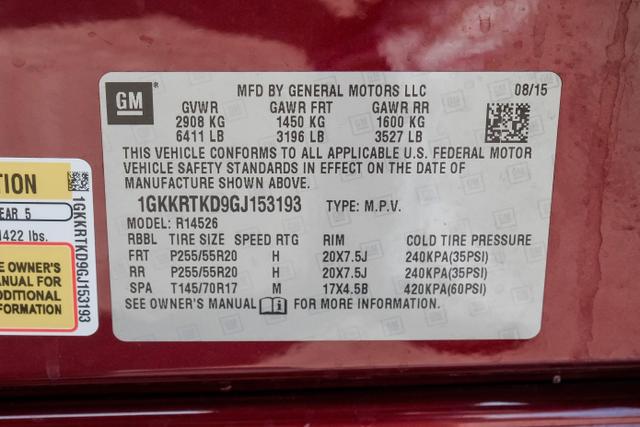 GM
MFD BY GENERAL MOTORS LLC 08/15
GVWR GAWR FRT GAWR RR
2908 KG 1450 KG 1600 KG
6411 LB 3196 LB 3527 LB
THIS VEHICLE CONFORMS TO ALL APPLICABLE U.S. FEDERAL MOTOR
VEHICLE SAFETY STANDARDS IN EFFECT ON THE DATE OF
MANUFACTURE SHOWN ABOVE.
1GKKRTKD9GJ153193 TYPE: M.P.V.
MODEL: R14526
RBBL TIRE SIZE SPEED RTG RIM COLD TIRE PRESSURE
FRT P255/55R20 H 20X7.5J 240KPA(35PSI)
RR P255/55R20 H 20X7.5J 240KPA(35PSI)
SPA T145/70R17 M 17X4.5B 420KPA(60PSI)
SEE OWNER'S MANUAL FOR MORE INFORMATION.
TION
EAR 5
1422 lbs.
E OWNER'S
MANUAL FOR
DDITIONAL
FORMATION
1GKKRTKD9GJ153193